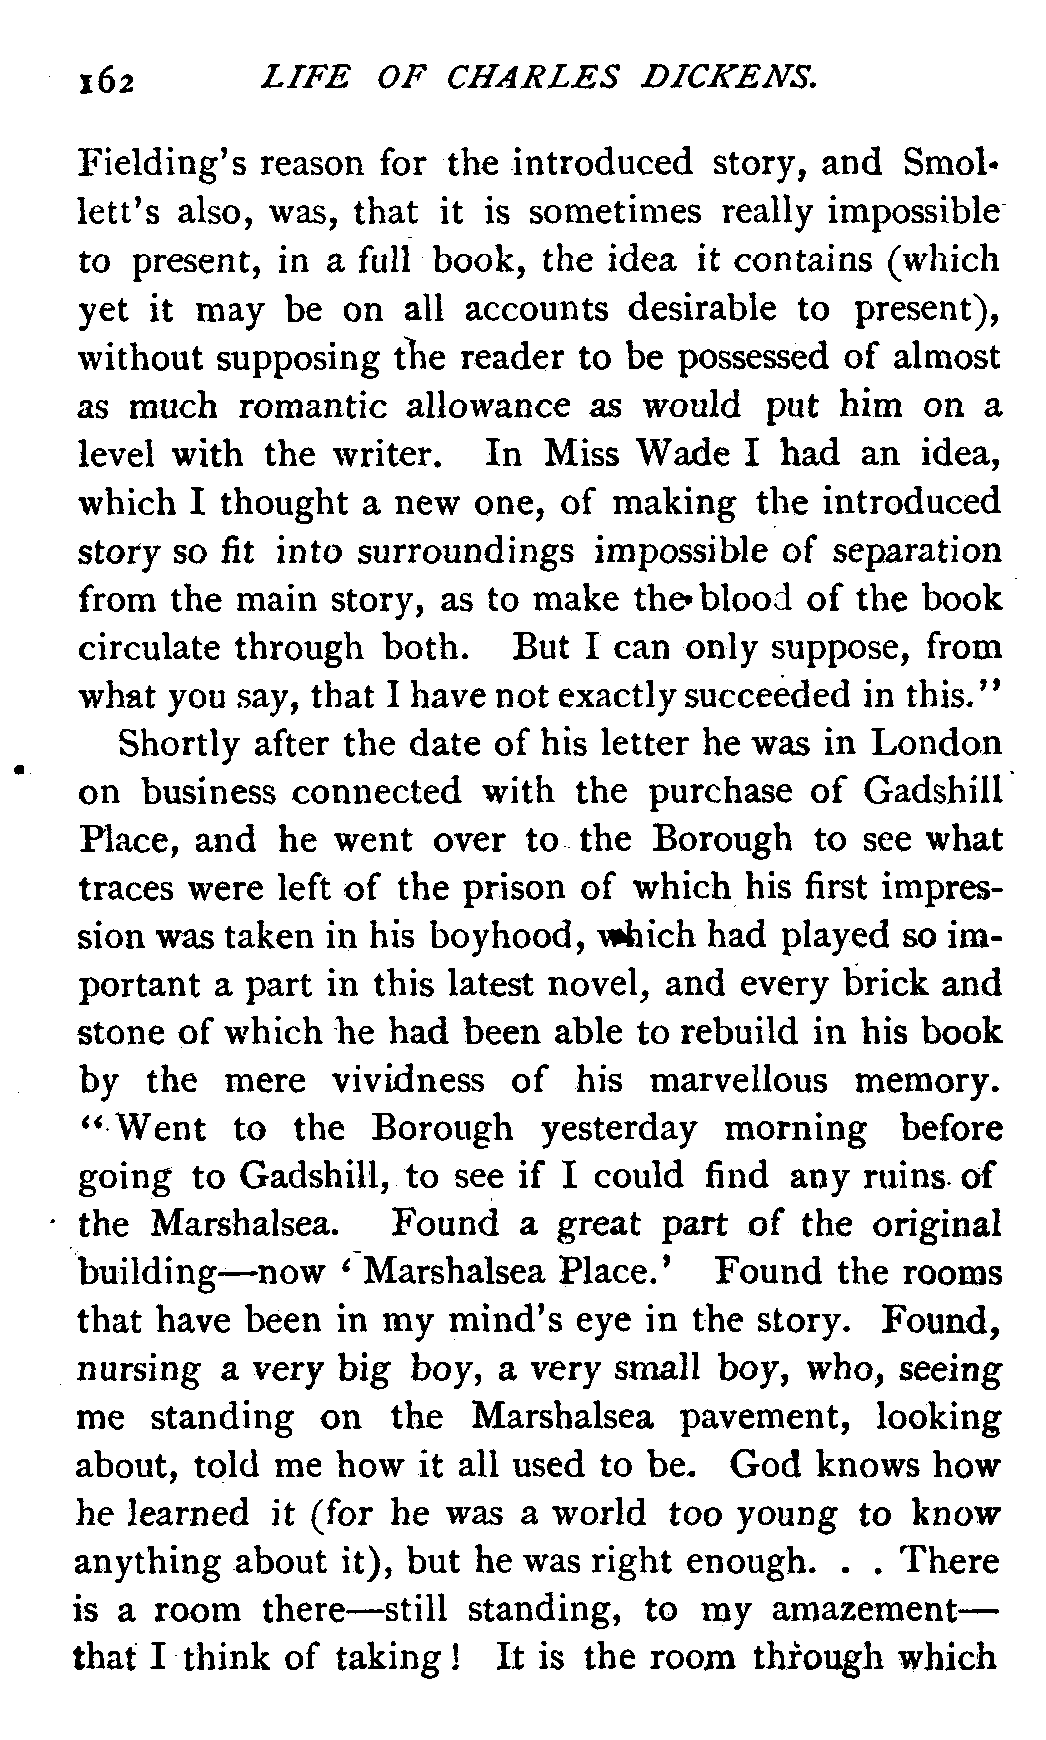 162 LIFE OF CHARLES DICKENS.
Fielding's reason for the introduced story, and Smol-
lett's also, was, that it is sometimes really impossible
to present, in a full book, the idea it contains (which
yet it may be on all accounts desirable to present),
without supposing the reader to be possessed of almost
as much romantic allowance as would put him on a
level with the writer. In Miss Wade I had an idea,
which I thought a new one, of making the introduced
story so fit into surroundings impossible of separation
from the main story, as to make the blood of the book
circulate through both. But I can only suppose, from
what you say, that I have not exactly succeeded in this."
Shortly after the date of his letter he was in London
on business connected with the purchase of Gadshill
Place, and he went over to the Borough to see what
traces were left of the prison of which his first impres-
sion was taken in his boyhood, which had played so im-
portant a part in this latest novel, and every brick and
stone of which he had been able to rebuild in his book
by the mere vividness of his marvellous memory.
"Went to the Borough yesterday morning before
going to Gadshill, to see if I could find any ruins of
the Marshalsea. Found a great part of the original
building—now 'Marshalsea Place.' Found the rooms
that have been in my mind's eye in the story. Found,
nursing a very big boy, a very small boy, who, seeing
me standing on the Marshalsea pavement, looking
about, told me how it all used to be. God knows how
he learned it (for he was a world too young to know
anything about it), but he was right enough. . . There
is a room there—still standing, to my amazement—
that I think of taking! It is the room through which